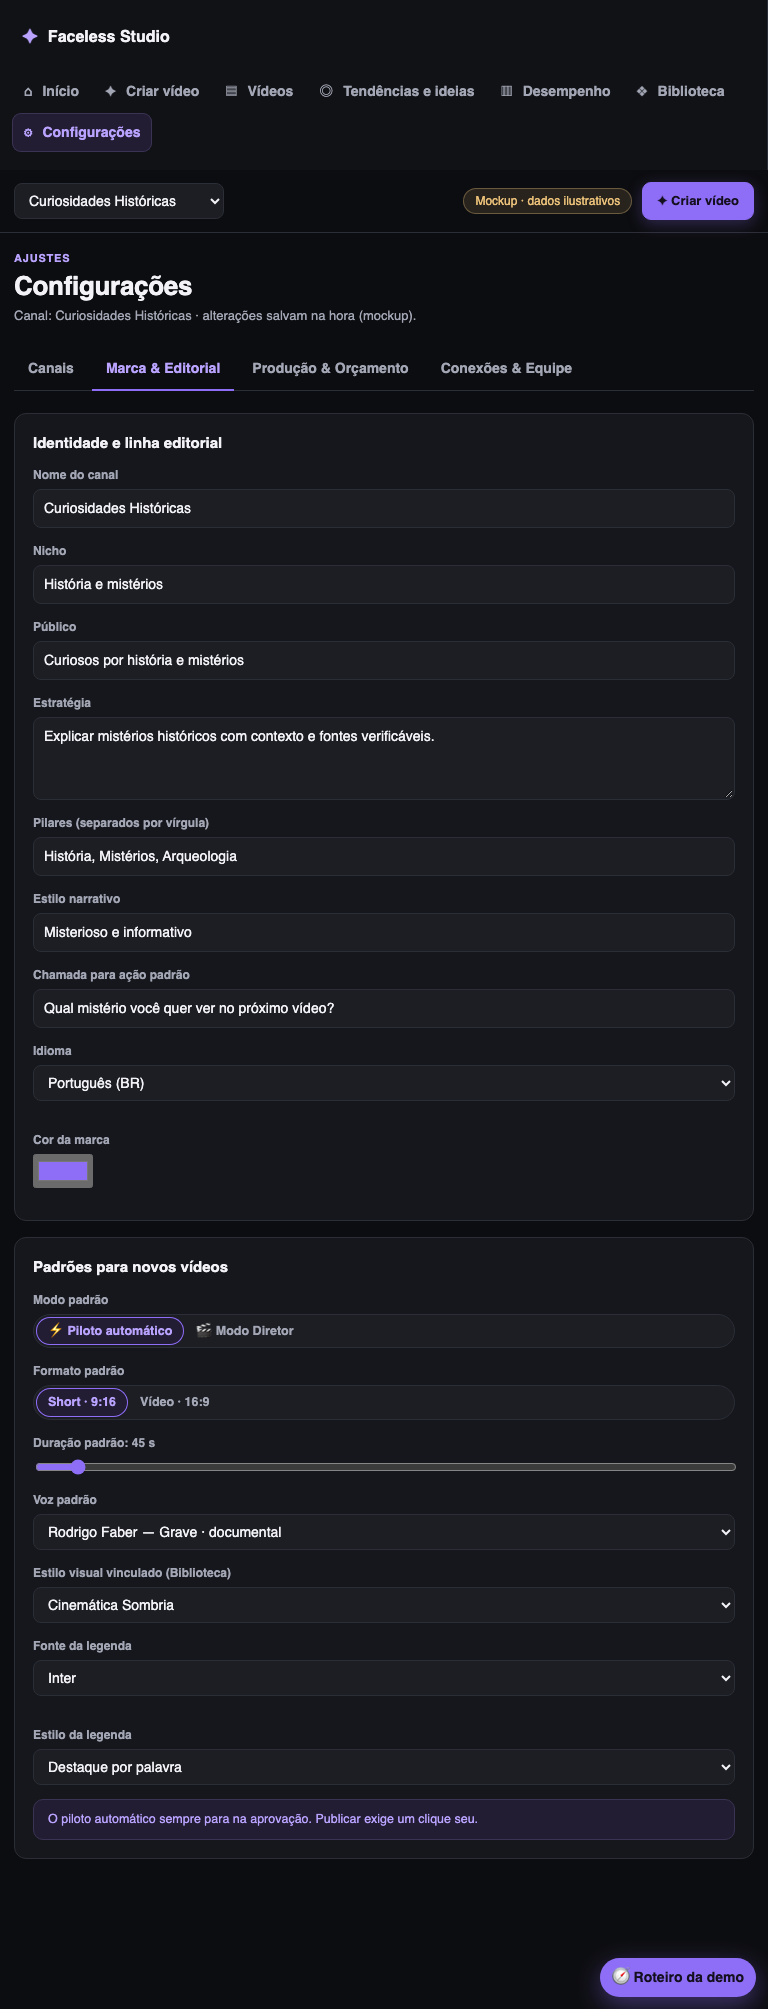 Faceless Studio
Início
Criar vídeo
Vídeos
Tendências e ideias
Desempenho
Biblioteca
Configurações
Curiosidades Históricas
Mockup · dados ilustrativos
✦ Criar vídeo
AJUSTES
Configurações
Canal: Curiosidades Históricas · alterações salvam na hora (mockup).
Canais
Marca & Editorial
Produção & Orçamento
Conexões & Equipe
Identidade e linha editorial
Nome do canal
Curiosidades Históricas
Nicho
História e mistérios
Público
Curiosos por história e mistérios
Estratégia
Explicar mistérios históricos com contexto e fontes verificáveis.
Pilares (separados por vírgula)
História, Mistérios, Arqueologia
Estilo narrativo
Misterioso e informativo
Chamada para ação padrão
Qual mistério você quer ver no próximo vídeo?
Idioma
Português (BR)
Cor da marca
Padrões para novos vídeos
Modo padrão
⚡ Piloto automático
🎬 Modo Diretor
Formato padrão
Short · 9:16
Vídeo · 16:9
Duração padrão: 45 s
Voz padrão
Rodrigo Faber — Grave · documental
Estilo visual vinculado (Biblioteca)
Cinemática Sombria
Fonte da legenda
Inter
Estilo da legenda
Destaque por palavra
O piloto automático sempre para na aprovação. Publicar exige um clique seu.
🧭 Roteiro da demo